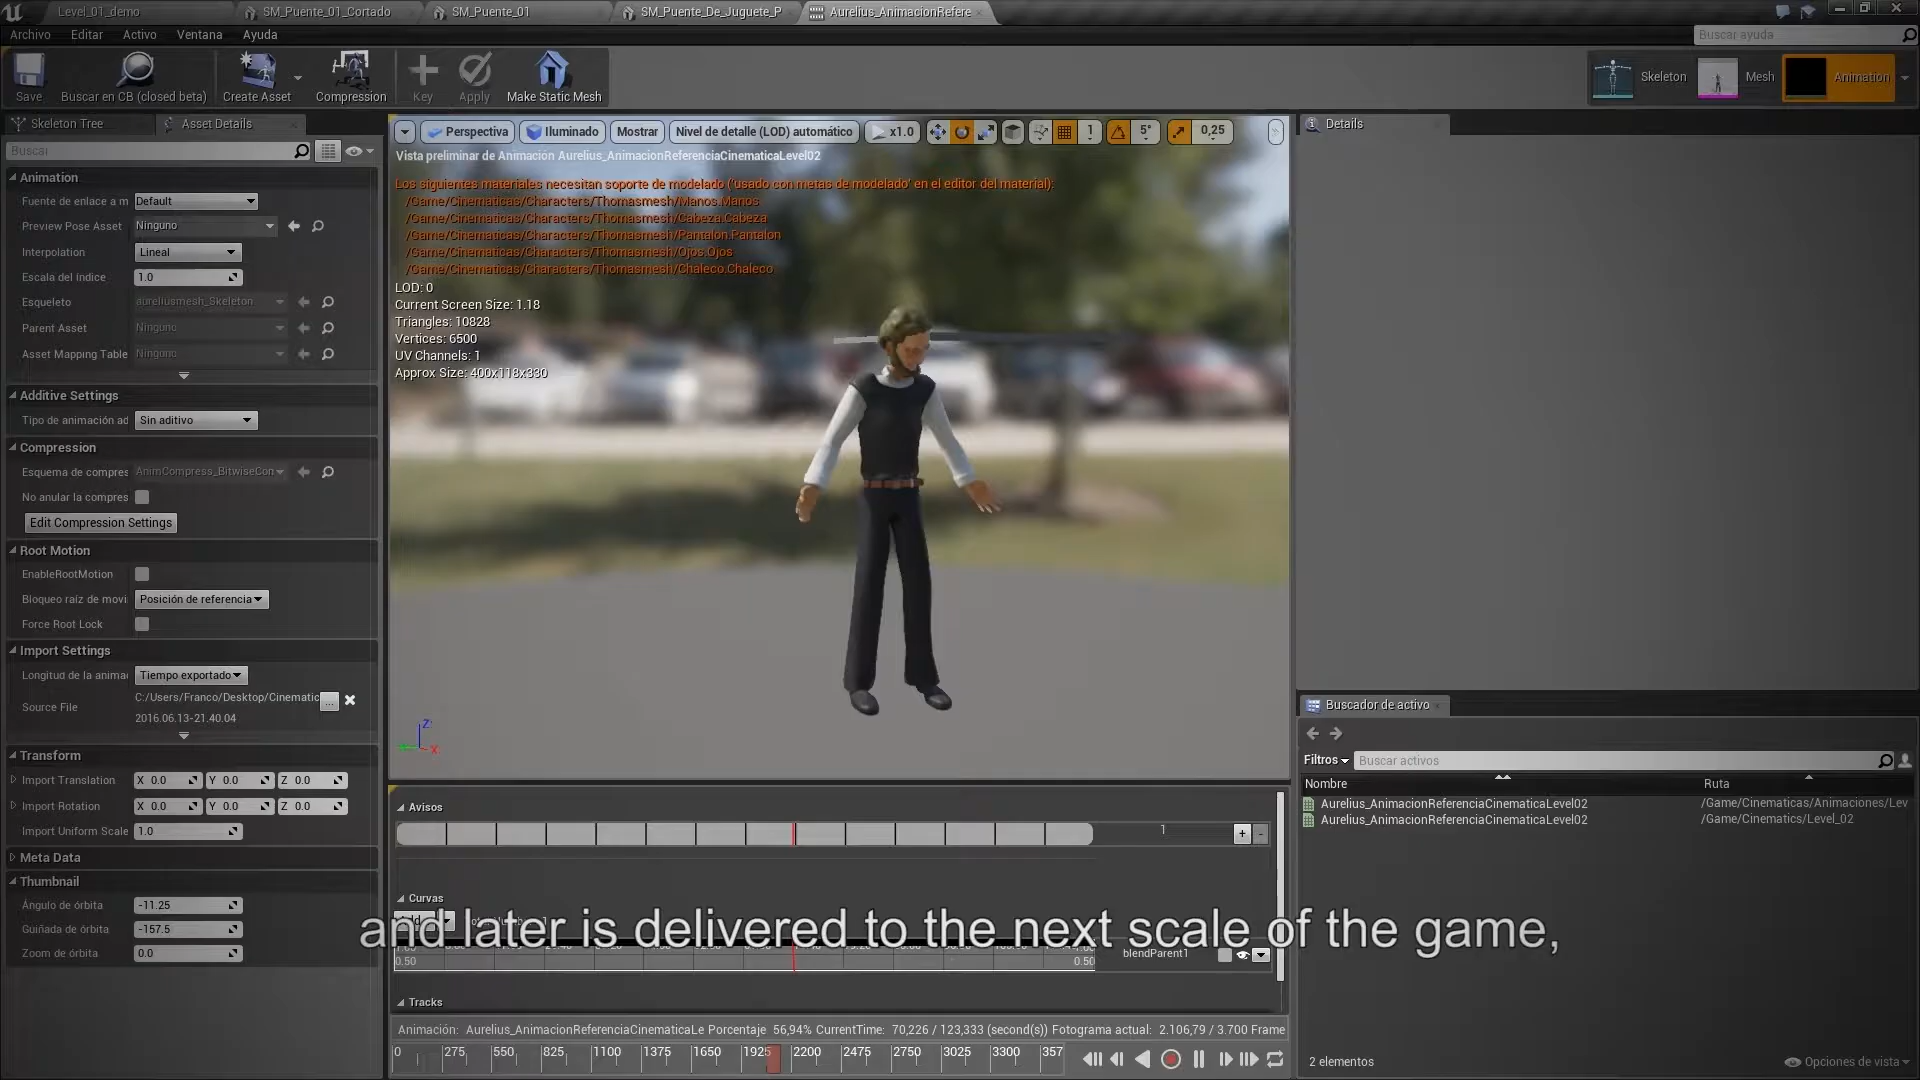 Level_01_demo
SM_Puente_01_Cortado
SM_Puente_01
SM_Puente_De_Juguete_P
Aurelius_AnimacionRefere
Archivo
Editar
Activo
Ventana
Ayuda
Buscar ayuda
Save
Buscar en CB (closed beta)
Create Asset
Compression
Key
Apply
Make Static Mesh
Skeleton
Mesh
Animation
Skeleton Tree
Asset Details
Buscar
Animation
Fuente de enlace a m Default
Preview Pose Asset Ninguno
Interpolation Lineal
Escala del índice 1.0
Esqueleto aureliusmesh_Skeleton
Parent Asset Ninguno
Asset Mapping Table Ninguno
Additive Settings
Tipo de animación ad Sin aditivo
Compression
Esquema de compres AnimCompress_BitwiseCon
No anular la compres
Edit Compression Settings
Root Motion
EnableRootMotion
Bloqueo raíz de movi Posición de referencia
Force Root Lock
Import Settings
Longitud de la anima Tiempo exportado
Source File C:/Users/Franco/Desktop/Cinematic ...
2016.06.13-21.40.04
Transform
Import Translation X 0.0 Y 0.0 Z 0.0
Import Rotation X 0.0 Y 0.0 Z 0.0
Import Uniform Scale 1.0
Meta Data
Thumbnail
Ángulo de órbita -11.25
Guiñada de órbita -157.5
Zoom de órbita 0.0
Perspectiva
Iluminado
Mostrar
Nivel de detalle (LOD) automático
x1.0
1
5°
0,25
Vista preliminar de Animación Aurelius_AnimacionReferenciaCinematicaLevel02
Los siguientes materiales necesitan soporte de modelado ('usado con metas de modelado' en el editor del material):
/Game/Cinematicas/Characters/Thomasmesh/Manos.Manos
/Game/Cinematicas/Characters/Thomasmesh/Cabeza.Cabeza
/Game/Cinematicas/Characters/Thomasmesh/Pantalon.Pantalon
/Game/Cinematicas/Characters/Thomasmesh/Ojos.Ojos
/Game/Cinematicas/Characters/Thomasmesh/Chaleco.Chaleco
LOD: 0
Current Screen Size: 1.18
Triangles: 10828
Vertices: 6500
UV Channels: 1
Approx Size: 400x118x330
Z
X
Avisos
1
+
-
Curvas
and later is delivered to the next scale of the game,
0.50
0.50
blendParent1
Tracks
Animación: Aurelius_AnimacionReferenciaCinematicaLe Porcentaje 56,94% CurrentTime: 70,226 / 123,333 (second(s)) Fotograma actual: 2.106,79 / 3.700 Frame
0 275 550 825 1100 1375 1650 1925 2200 2475 2750 3025 3300 357
Details
Buscador de activo
Filtros
Buscar activos
Nombre
Ruta
Aurelius_AnimacionReferenciaCinematicaLevel02 /Game/Cinematicas/Animaciones/Lev
Aurelius_AnimacionReferenciaCinematicaLevel02 /Game/Cinematics/Level_02
2 elementos
Opciones de vista